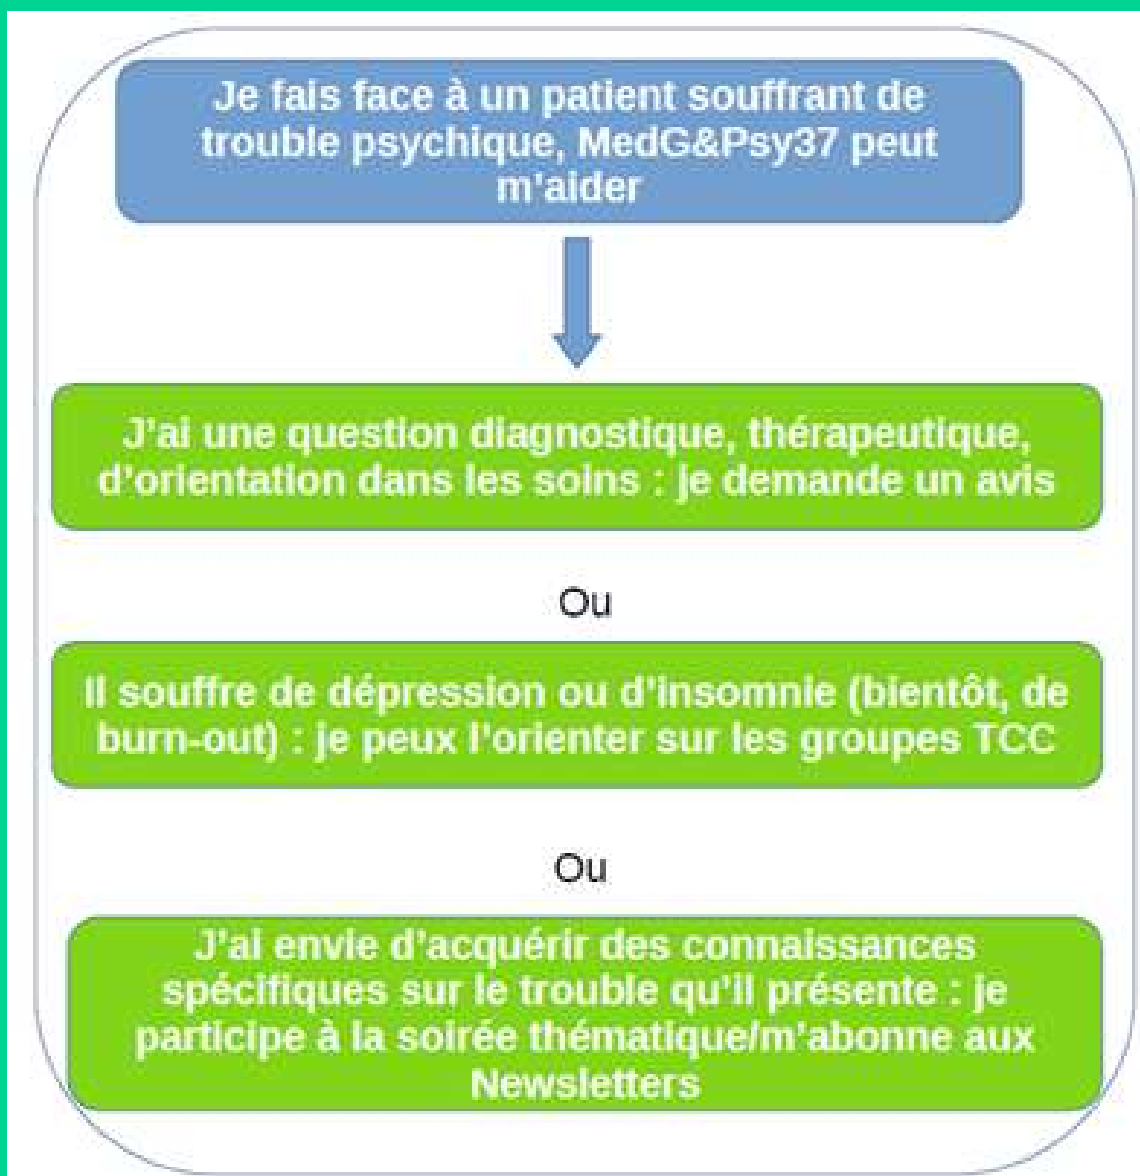 Je fais face à un patient souffrant de
trouble psychique, MedG&Psy37 peut
m'aider
J'ai une question diagnostique, thérapeutique,
d'orientation dans les soins : je demande un avis
Ou
Il souffre de dépression ou d'insomnie (bientôt, de
burn-out) : je peux l'orienter sur les groupes TCC
Ou
J'ai envie d'acquérir des connaissances
spécifiques sur le trouble qu'il présente : je
participe à la soirée thématique/m'abonne aux
Newsletters